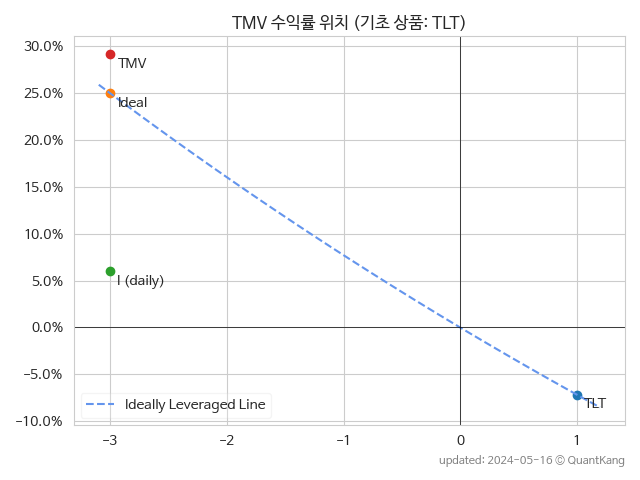 TMV 수익률 위치 (기초 상품: TLT)
30.0%
25.0%
20.0%
15.0%
10.0%
5.0%
0.0%
−5.0%
−10.0%
TMV
Ideal
I (daily)
TLT
Ideally Leveraged Line
−3 −2 −1 0 1
updated: 2024-05-16 © QuantKang